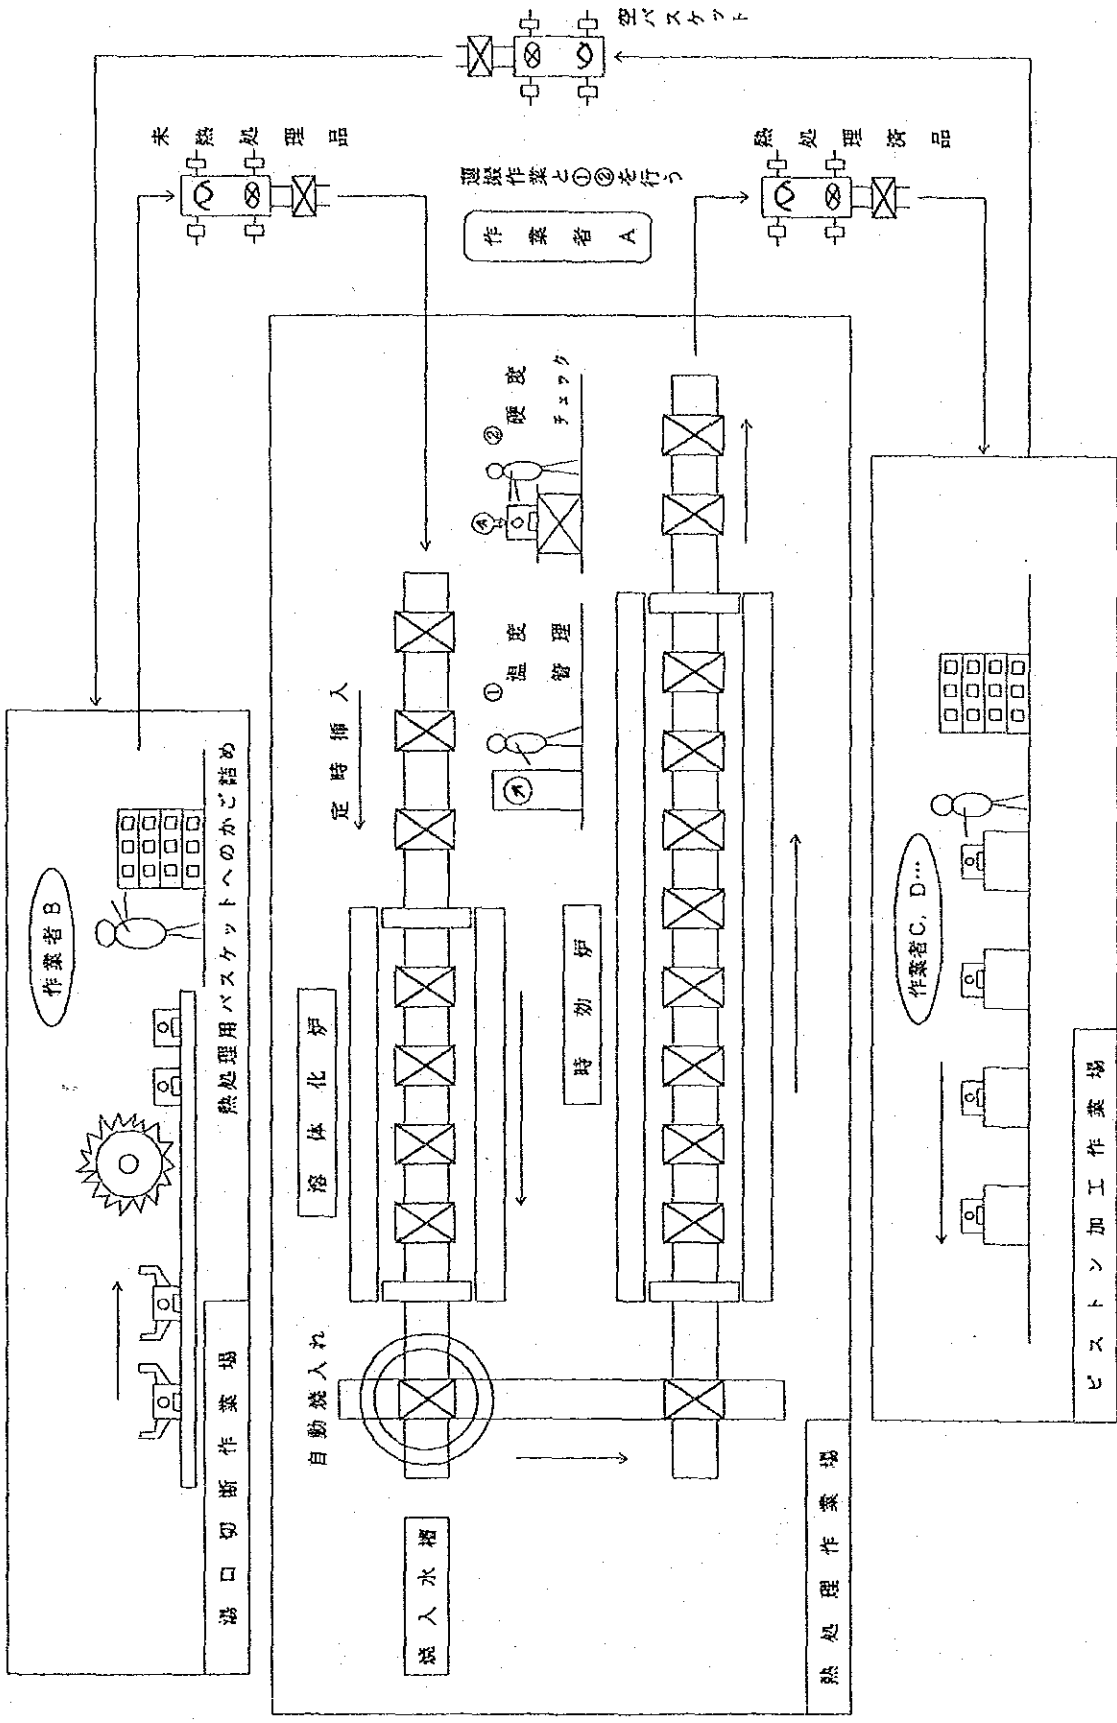 湯口切断作業場
作業者B
熱処理用バスケットへのかご詰め
未熱処理品
空バスケット
運搬作業と①②を行う
作業者A
熱処理済品
定時挿入
溶体化炉
自動焼入れ
焼入水槽
① 温度管理
② 硬度チェック
時効炉
熱処理作業場
作業者C, D…
ピストン加工作業場